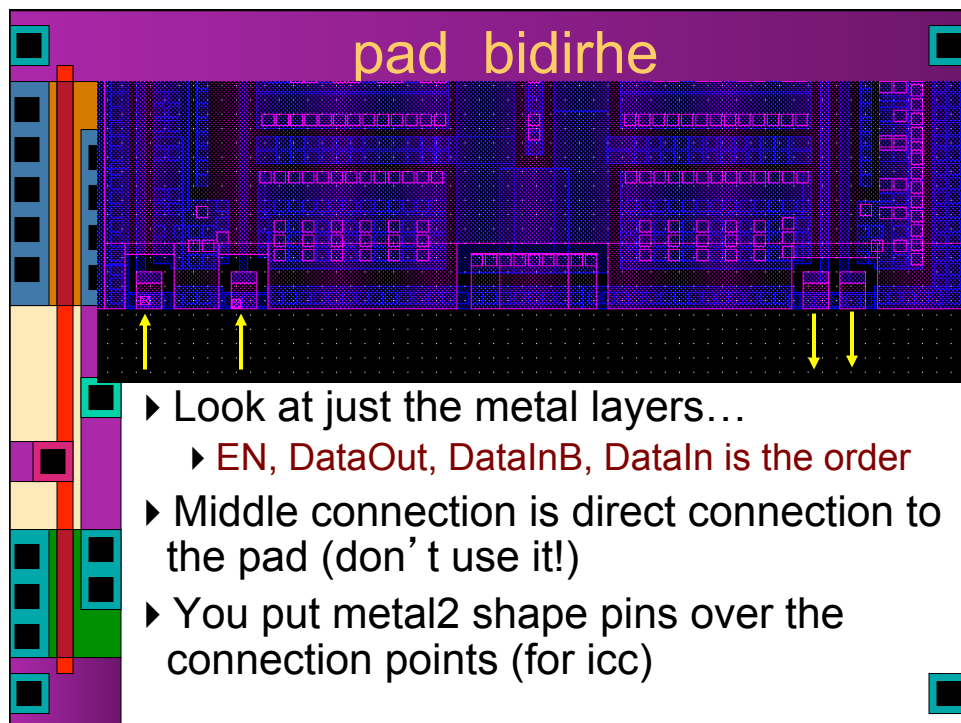 pad bidirhe
Look at just the metal layers…
EN, DataOut, DataInB, DataIn is the order
Middle connection is direct connection to
the pad (don’t use it!)
You put metal2 shape pins over the
connection points (for icc)